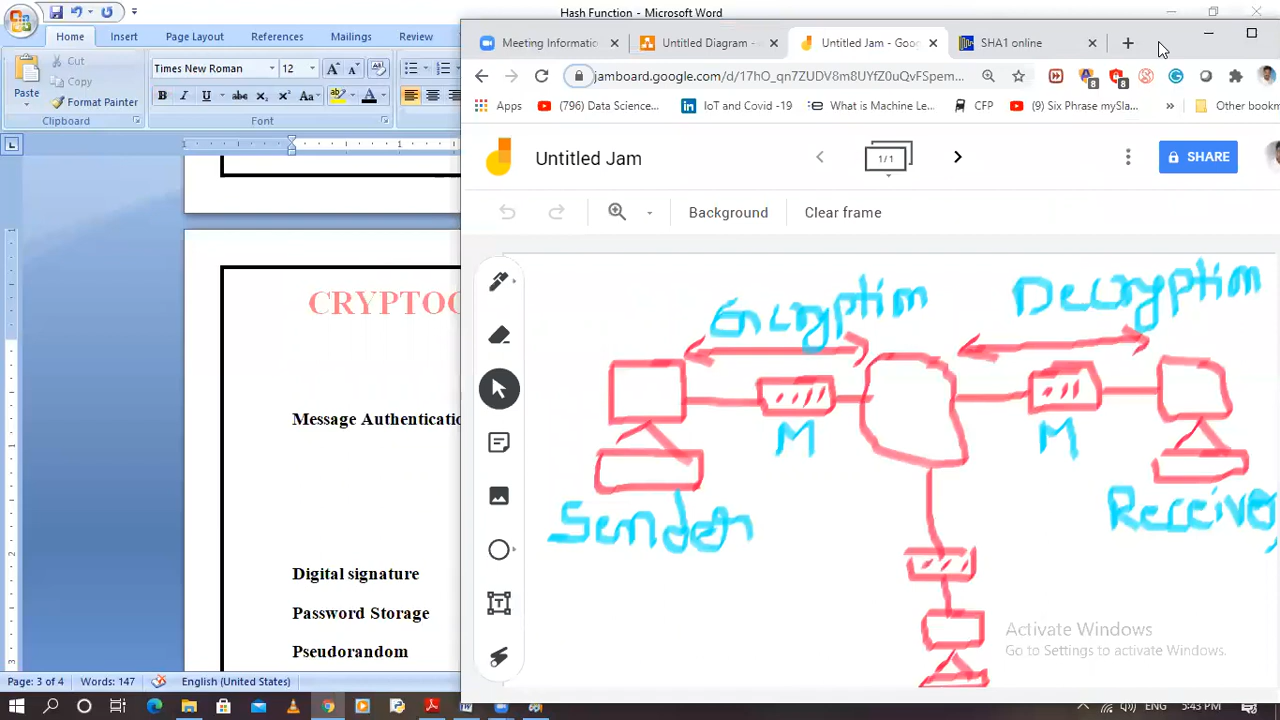 Hash Function - Microsoft Word
Home Insert Page Layout References Mailings
Paste Cut Copy Format Painter
Times New Roman 12
B I U abc
Clipboard Font
Meeting Informatio
Untitled Diagram -
Untitled Jam - Goo
SHA1 online
jamboard.google.com/d/17hO_qn7ZUDV8m8UYfZ0uQvFSpem...
8 8
Apps (796) Data Science... IoT and Covid -19 What is Machine Le... CFP (9) Six Phrase mySla... » Other bookm
Untitled Jam
1/1
SHARE
Background Clear frame
CRYPTOG
Message Authenticatio
Digital signature
Password Storage
Pseudorandom
Encryption
Decryption
M
M
Sender
Receiver
Activate Windows
Go to Settings to activate Windows.
Page: 3 of 4 Words: 147 English (United States)
ENG 5:43 PM